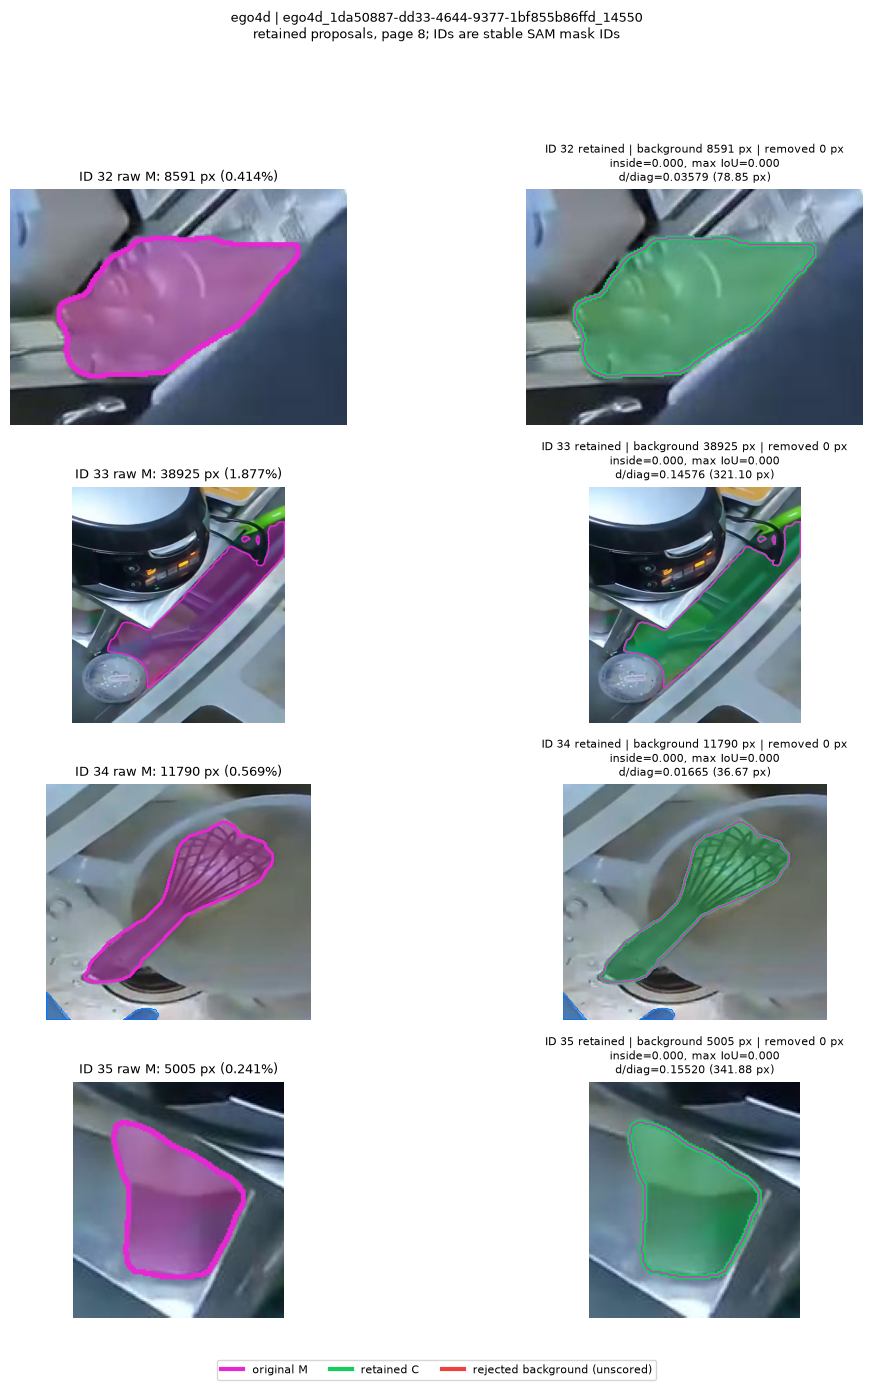 ego4d | ego4d_1da50887-dd33-4644-9377-1bf855b86ffd_14550
retained proposals, page 8; IDs are stable SAM mask IDs
ID 32 raw M: 8591 px (0.414%)
ID 32 retained | background 8591 px | removed 0 px
inside=0.000, max IoU=0.000
d/diag=0.03579 (78.85 px)
ID 33 raw M: 38925 px (1.877%)
ID 33 retained | background 38925 px | removed 0 px
inside=0.000, max IoU=0.000
d/diag=0.14576 (321.10 px)
ID 34 raw M: 11790 px (0.569%)
ID 34 retained | background 11790 px | removed 0 px
inside=0.000, max IoU=0.000
d/diag=0.01665 (36.67 px)
ID 35 raw M: 5005 px (0.241%)
ID 35 retained | background 5005 px | removed 0 px
inside=0.000, max IoU=0.000
d/diag=0.15520 (341.88 px)
original M
retained C
rejected background (unscored)